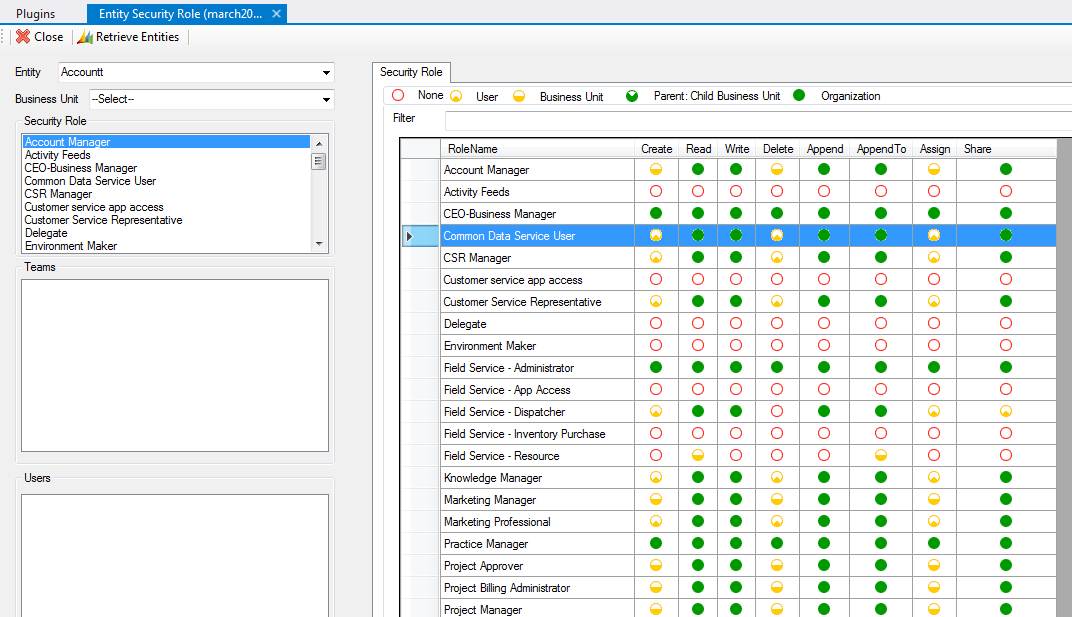 Plugins
Entity Security Role (march20...
Close
Retrieve Entities
Entity
Accountt
Business Unit
--Select--
Security Role
Account Manager
Activity Feeds
CEO-Business Manager
Common Data Service User
CSR Manager
Customer service app access
Customer Service Representative
Delegate
Environment Maker
Teams
Users
Security Role
None User Business Unit Parent: Child Business Unit Organization
Filter
RoleName Create Read Write Delete Append AppendTo Assign Share
Account Manager
Activity Feeds
CEO-Business Manager
Common Data Service User
CSR Manager
Customer service app access
Customer Service Representative
Delegate
Environment Maker
Field Service - Administrator
Field Service - App Access
Field Service - Dispatcher
Field Service - Inventory Purchase
Field Service - Resource
Knowledge Manager
Marketing Manager
Marketing Professional
Practice Manager
Project Approver
Project Billing Administrator
Project Manager